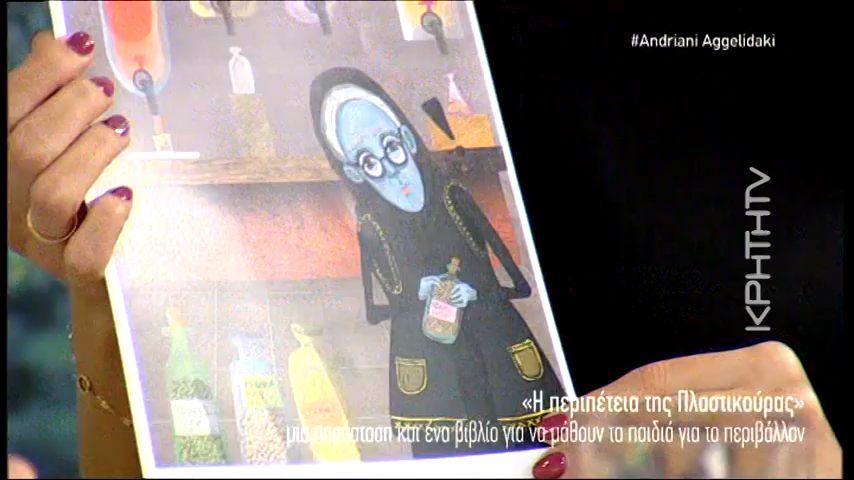 #Andriani Aggelidaki
ΚΡΗΤΗTV
«Η περιπέτεια της Πλαστικούρας»
μια παράσταση και ένα βιβλίο για να μάθουν τα παιδιά για το περιβάλλον